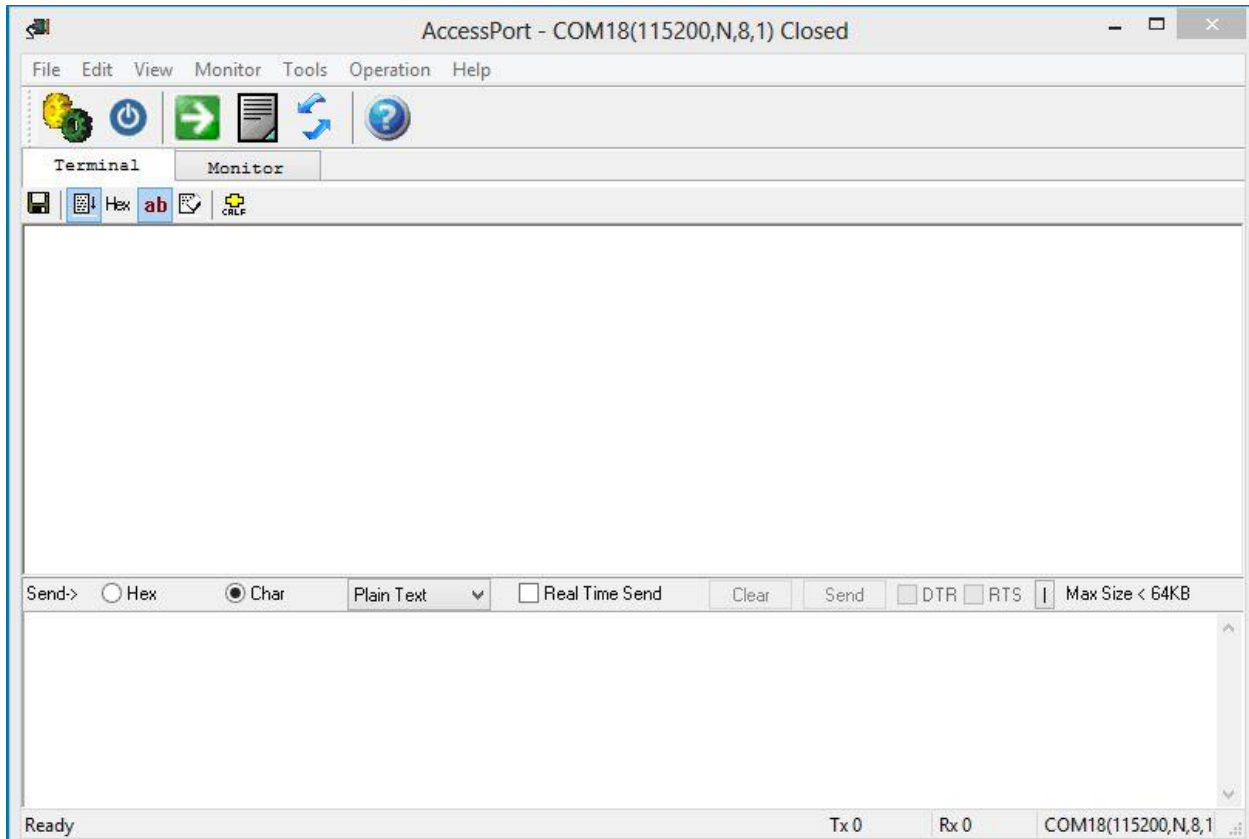 AccessPort - COM18(115200,N,8,1) Closed
File Edit View Monitor Tools Operation Help
Terminal Monitor
Hex ab CRLF
Send-> Hex Char Plain Text Real Time Send Clear Send DTR RTS | Max Size < 64KB
Ready Tx 0 Rx 0 COM18(115200,N,8,1